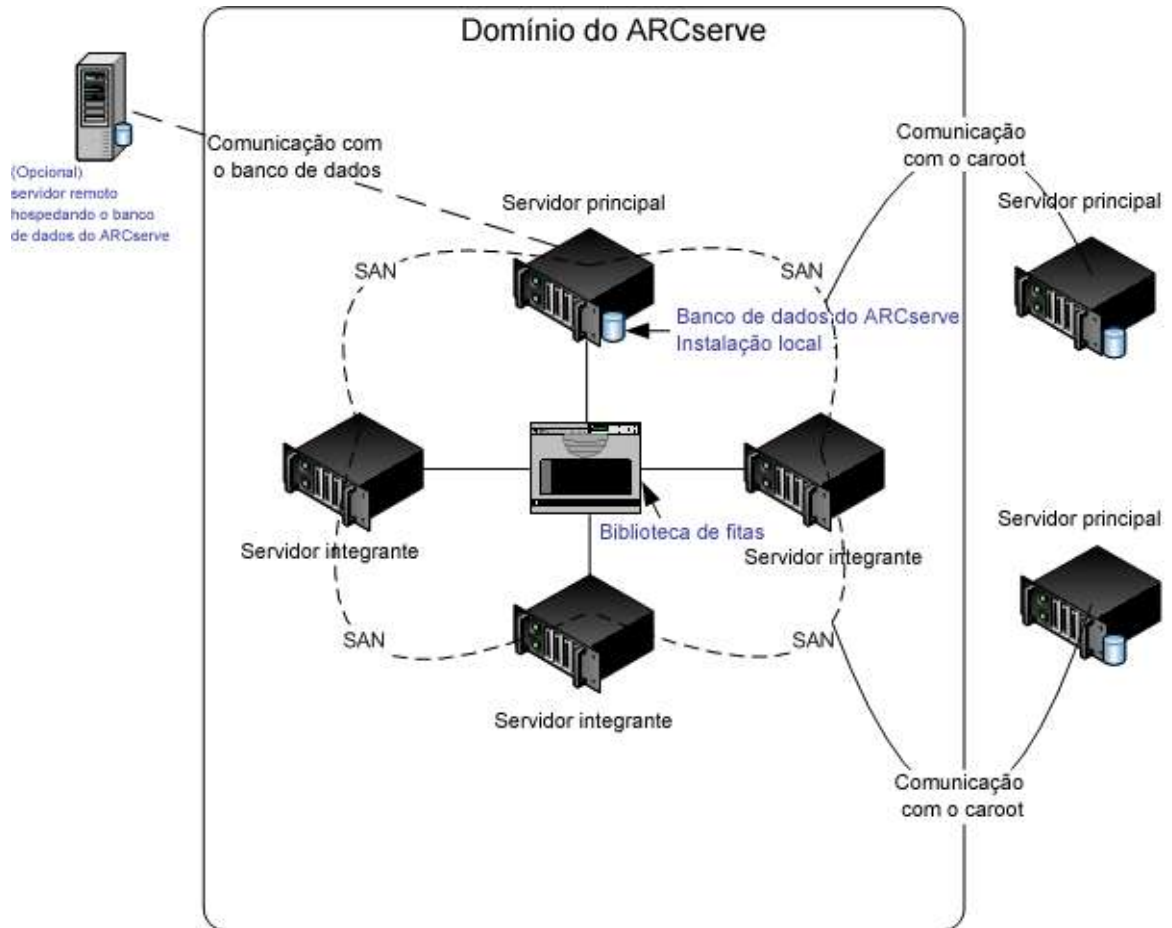 Domínio do ARCserve
(Opcional)
servidor remoto
hospedando o banco
de dados do ARCserve
Comunicação com
o banco de dados
Comunicação
com o caroot
Servidor principal
Servidor principal
SAN
SAN
Banco de dados do ARCserve
Instalação local
Servidor integrante
Biblioteca de fitas
Servidor integrante
Servidor principal
SAN
SAN
Servidor integrante
Comunicação
com o caroot